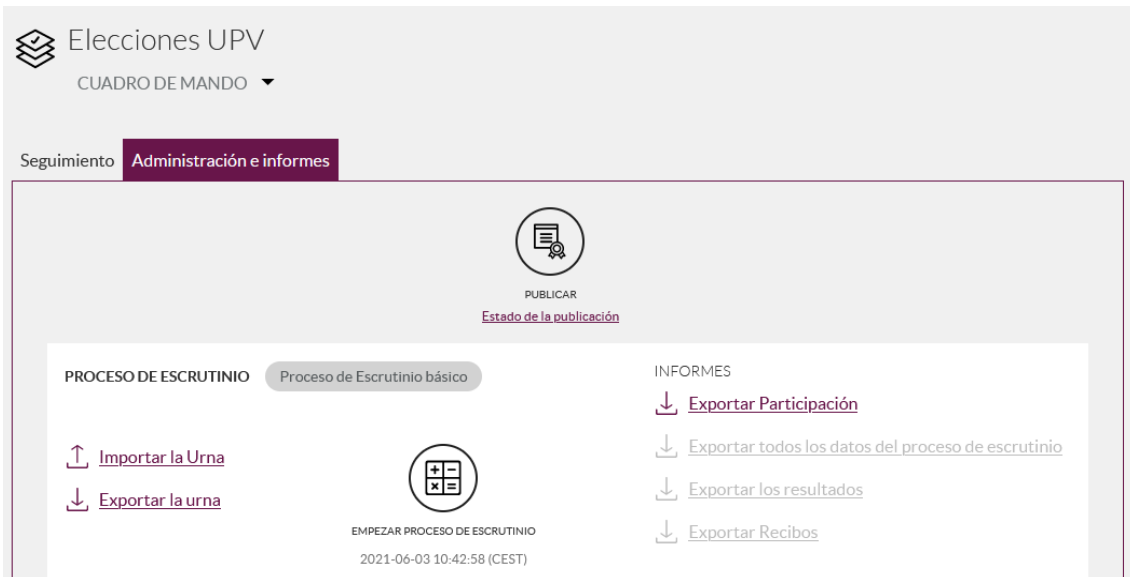 Elecciones UPV
CUADRO DE MANDO
Seguimiento
Administración e informes
PUBLICAR
Estado de la publicación
PROCESO DE ESCRUTINIO
Proceso de Escrutinio básico
Importar la Urna
Exportar la urna
EMPEZAR PROCESO DE ESCRUTINIO
2021-06-03 10:42:58 (CEST)
INFORMES
Exportar Participación
Exportar todos los datos del proceso de escrutinio
Exportar los resultados
Exportar Recibos